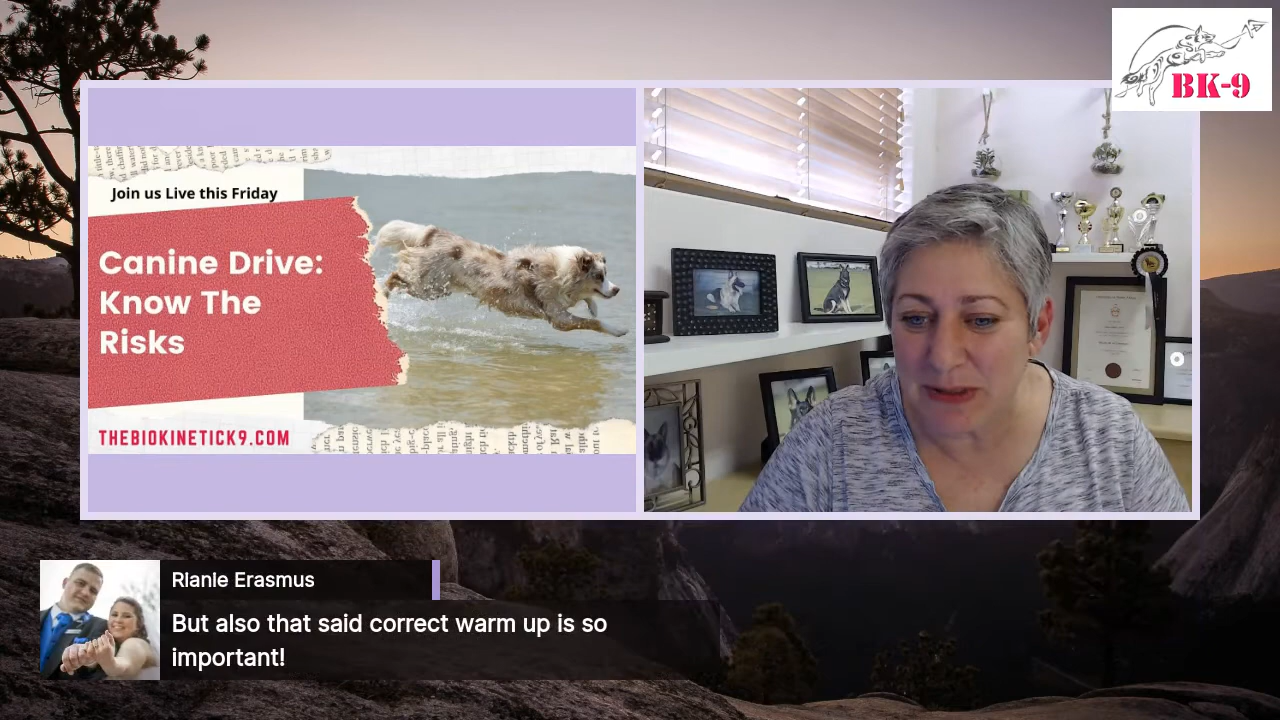 BK-9
Join us Live this Friday
Canine Drive:
Know The
Risks
THEBIOKINETICK9.COM
Rianie Erasmus
But also that said correct warm up is so
important!